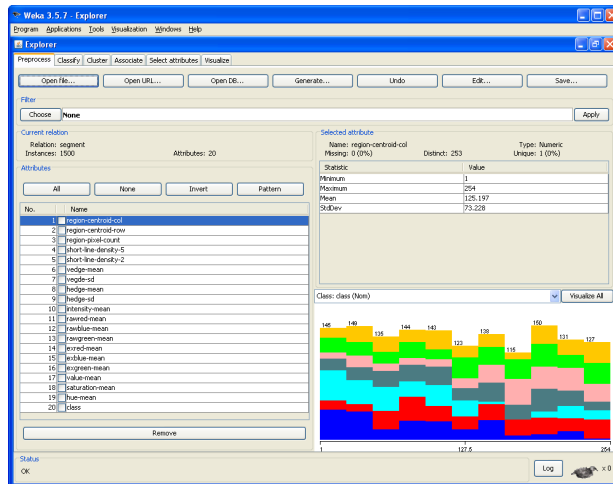 Weka 3.5.7 - Explorer
Program Applications Tools Visualization Windows Help
Explorer
Preprocess Classify Cluster Associate Select attributes Visualize
Open file... Open URL... Open DB... Generate... Undo Edit... Save...
Filter
Choose None Apply
Current relation
Relation: segment
Instances: 1500 Attributes: 20
Attributes
All None Invert Pattern
No. Name
1 region-centroid-col
2 region-centroid-row
3 region-pixel-count
4 short-line-density-5
5 short-line-density-2
6 vedge-mean
7 vegde-sd
8 hedge-mean
9 hedge-sd
10 intensity-mean
11 rawred-mean
12 rawblue-mean
13 rawgreen-mean
14 exred-mean
15 exblue-mean
16 exgreen-mean
17 value-mean
18 saturation-mean
19 hue-mean
20 class
Remove
Selected attribute
Name: region-centroid-col Type: Numeric
Missing: 0 (0%) Distinct: 253 Unique: 1 (0%)
Statistic Value
Minimum 1
Maximum 254
Mean 125.197
StdDev 73.228
Class: class (Nom) Visualize All
146 149 135 144 143 123 138 115 150 131 127
1 127.5 254
Status
OK
Log x 0